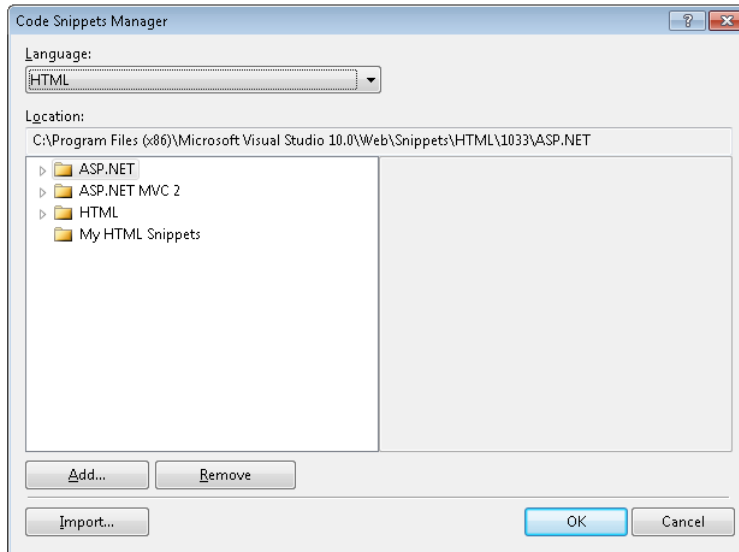 Code Snippets Manager
Language:
HTML
Location:
C:\Program Files (x86)\Microsoft Visual Studio 10.0\Web\Snippets\HTML\1033\ASP.NET
ASP.NET
ASP.NET MVC 2
HTML
My HTML Snippets
Add... Remove
Import... OK Cancel